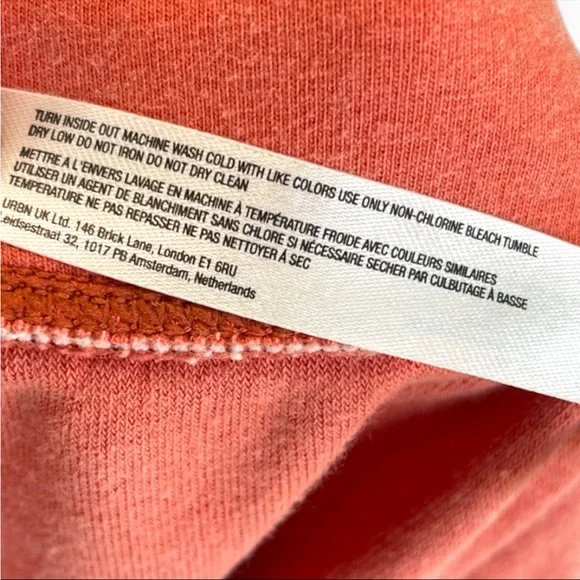 TURN INSIDE OUT MACHINE WASH COLD WITH LIKE COLORS USE ONLY NON-CHLORINE BLEACH TUMBLE
DRY LOW DO NOT IRON DO NOT DRY CLEAN
METTRE A L'ENVERS LAVAGE EN MACHINE À TEMPÉRATURE FROIDE AVEC COULEURS SIMILAIRES
UTILISER UN AGENT DE BLANCHIMENT SANS CHLORE SI NÉCESSAIRE SECHER PAR CULBUTAGE À BASSE
TEMPERATURE NE PAS REPASSER NE PAS NETTOYER À SEC
URBN UK Ltd. 146 Brick Lane, London E1 6RU
Leidsestraat 32, 1017 PB Amsterdam, Netherlands